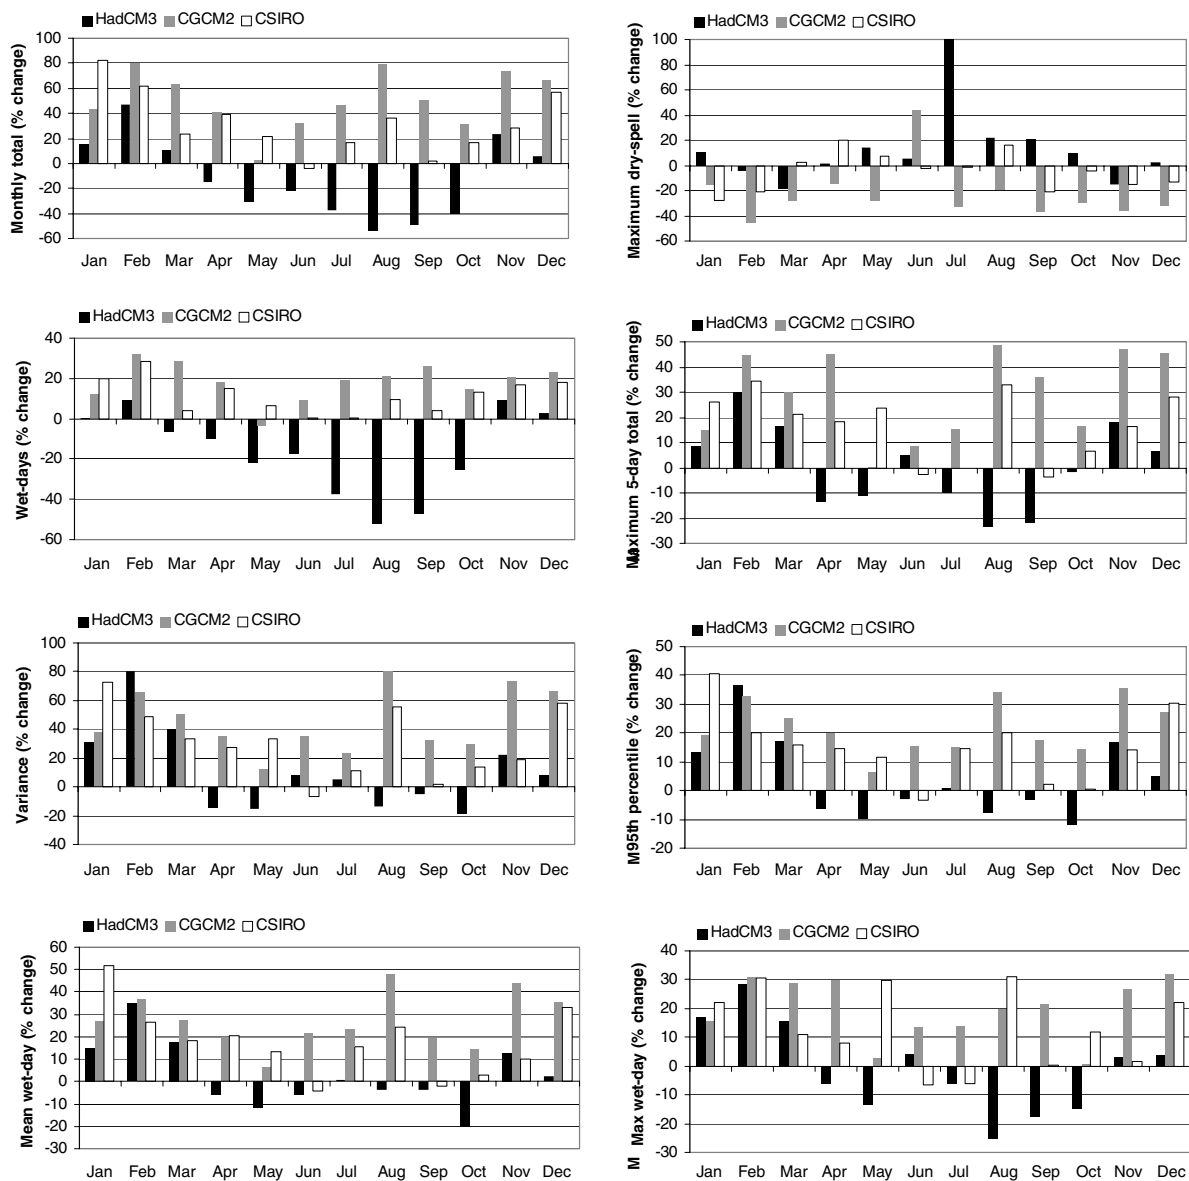 HadCM3 CGCM2 CSIRO
Monthly total (% change)
100
80
60
40
20
0
-20
-40
-60
Jan Feb Mar Apr May Jun Jul Aug Sep Oct Nov Dec
HadCM3 CGCM2 CSIRO
Maximum dry-spell (% change)
100
80
60
40
20
0
-20
-40
-60
Jan Feb Mar Apr May Jun Jul Aug Sep Oct Nov Dec
HadCM3 CGCM2 CSIRO
Wet-days (% change)
40
20
0
-20
-40
-60
Jan Feb Mar Apr May Jun Jul Aug Sep Oct Nov Dec
HadCM3 CGCM2 CSIRO
Maximum 5-day total (% change)
50
40
30
20
10
0
-10
-20
-30
Jan Feb Mar Apr May Jun Jul Aug Sep Oct Nov Dec
HadCM3 CGCM2 CSIRO
Variance (% change)
100
80
60
40
20
0
-20
-40
Jan Feb Mar Apr May Jun Jul Aug Sep Oct Nov Dec
HadCM3 CGCM2 CSIRO
M95th percentile (% change)
50
40
30
20
10
0
-10
-20
Jan Feb Mar Apr May Jun Jul Aug Sep Oct Nov Dec
HadCM3 CGCM2 CSIRO
Mean wet-day (% change)
60
50
40
30
20
10
0
-10
-20
-30
Jan Feb Mar Apr May Jun Jul Aug Sep Oct Nov Dec
HadCM3 CGCM2 CSIRO
M Max wet-day (% change)
40
30
20
10
0
-10
-20
-30
Jan Feb Mar Apr May Jun Jul Aug Sep Oct Nov Dec